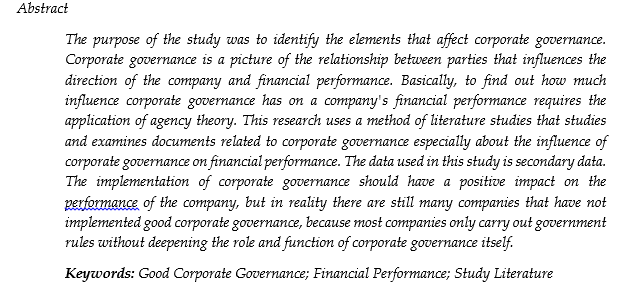 Abstract
The purpose of the study was to identify the elements that affect corporate governance.
Corporate governance is a picture of the relationship between parties that influences the
direction of the company and financial performance. Basically, to find out how much
influence corporate governance has on a company's financial performance requires the
application of agency theory. This research uses a method of literature studies that studies
and examines documents related to corporate governance especially about the influence of
corporate governance on financial performance. The data used in this study is secondary data.
The implementation of corporate governance should have a positive impact on the
performance of the company, but in reality there are still many companies that have not
implemented good corporate governance, because most companies only carry out government
rules without deepening the role and function of corporate governance itself.
Keywords: Good Corporate Governance; Financial Performance; Study Literature